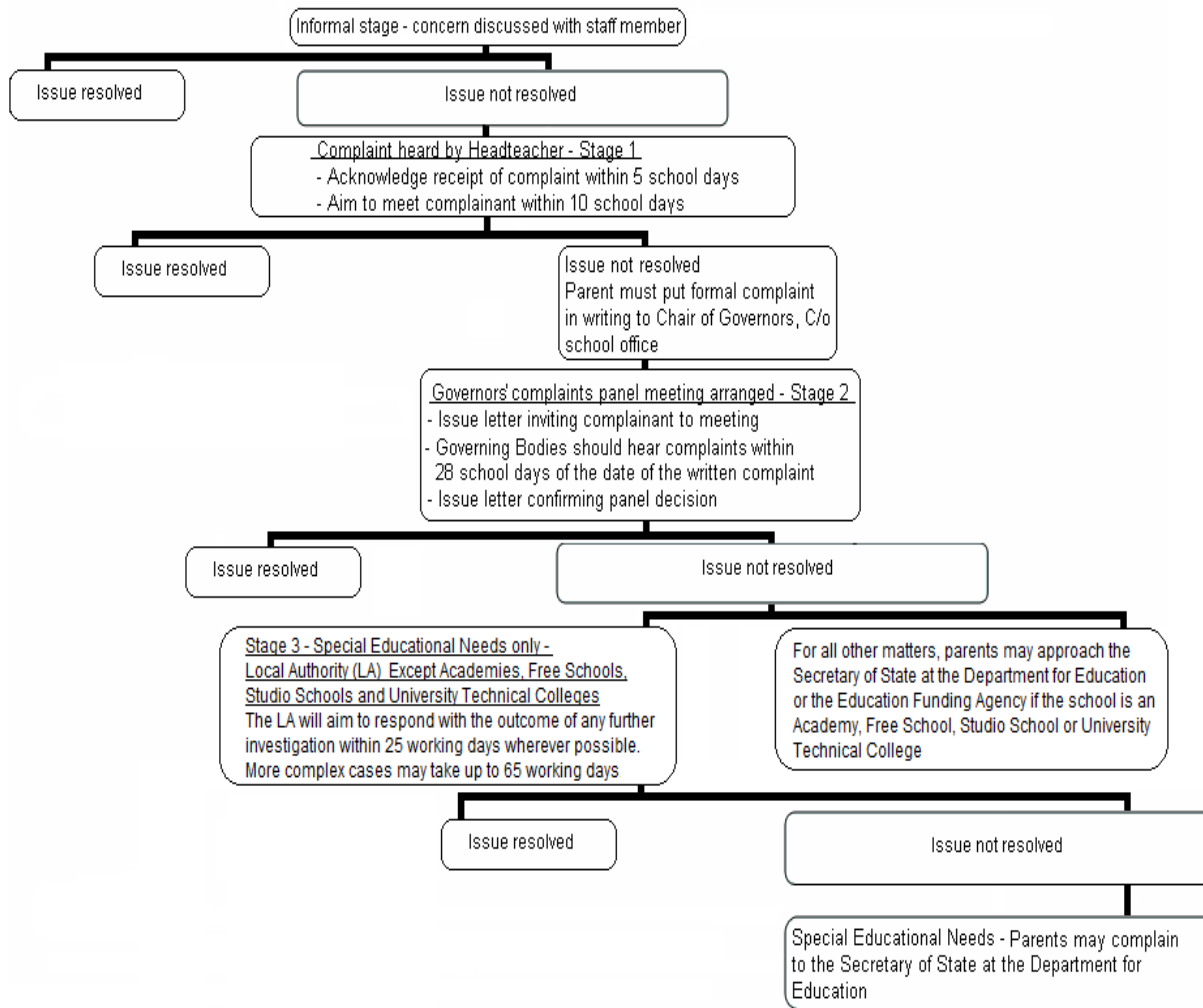 Informal stage - concern discussed with staff member
Issue resolved
Issue not resolved
Complaint heard by Headteacher - Stage 1
- Acknowledge receipt of complaint within 5 school days
- Aim to meet complainant within 10 school days
Issue resolved
Issue not resolved
Parent must put formal complaint
in writing to Chair of Governors, C/o
school office
Governors' complaints panel meeting arranged - Stage 2
- Issue letter inviting complainant to meeting
- Governing Bodies should hear complaints within
28 school days of the date of the written complaint
- Issue letter confirming panel decision
Issue resolved
Issue not resolved
Stage 3 - Special Educational Needs only -
Local Authority (LA) Except Academies, Free Schools,
Studio Schools and University Technical Colleges
The LA will aim to respond with the outcome of any further
investigation within 25 working days wherever possible.
More complex cases may take up to 65 working days
For all other matters, parents may approach the
Secretary of State at the Department for Education
or the Education Funding Agency if the school is an
Academy, Free School, Studio School or University
Technical College
Issue resolved
Issue not resolved
Special Educational Needs - Parents may complain
to the Secretary of State at the Department for
Education